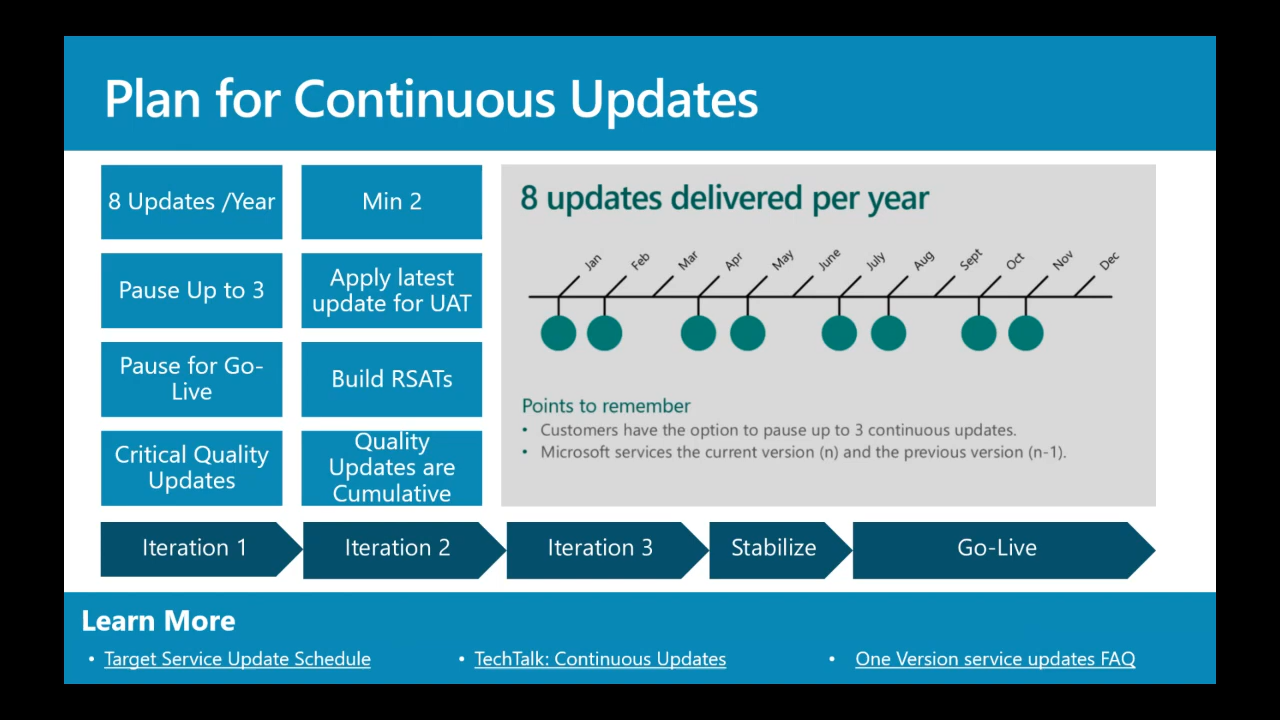 Plan for Continuous Updates
8 Updates /Year
Min 2
Pause Up to 3
Apply latest
update for UAT
Pause for Go-
Live
Build RSATs
Critical Quality
Updates
Quality
Updates are
Cumulative
8 updates delivered per year
Jan Feb Mar Apr May June July Aug Sept Oct Nov Dec
Points to remember
• Customers have the option to pause up to 3 continuous updates.
• Microsoft services the current version (n) and the previous version (n-1).
Iteration 1
Iteration 2
Iteration 3
Stabilize
Go-Live
Learn More
• Target Service Update Schedule
• TechTalk: Continuous Updates
• One Version service updates FAQ